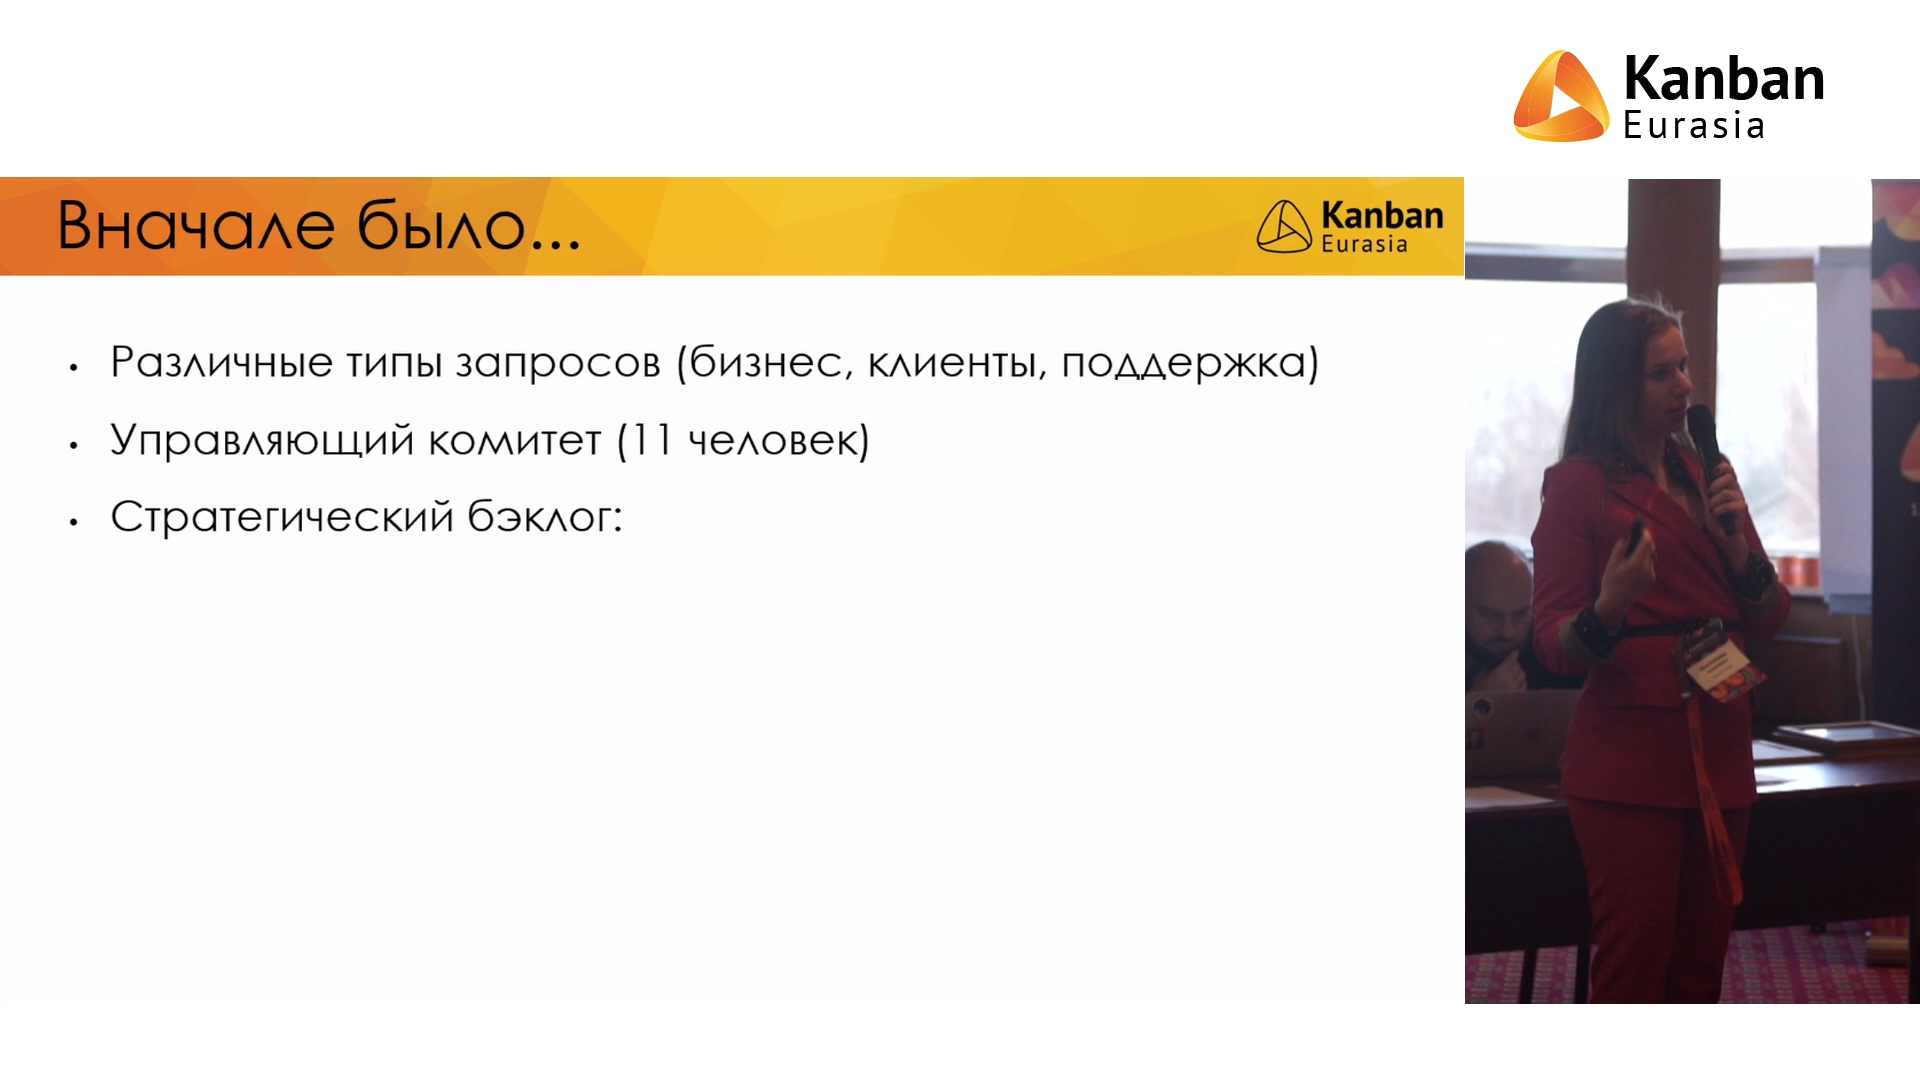 Kanban
Eurasia
Вначале было...
Kanban
Eurasia
• Различные типы запросов (бизнес, клиенты, поддержка)
• Управляющий комитет (11 человек)
• Стратегический бэклог: